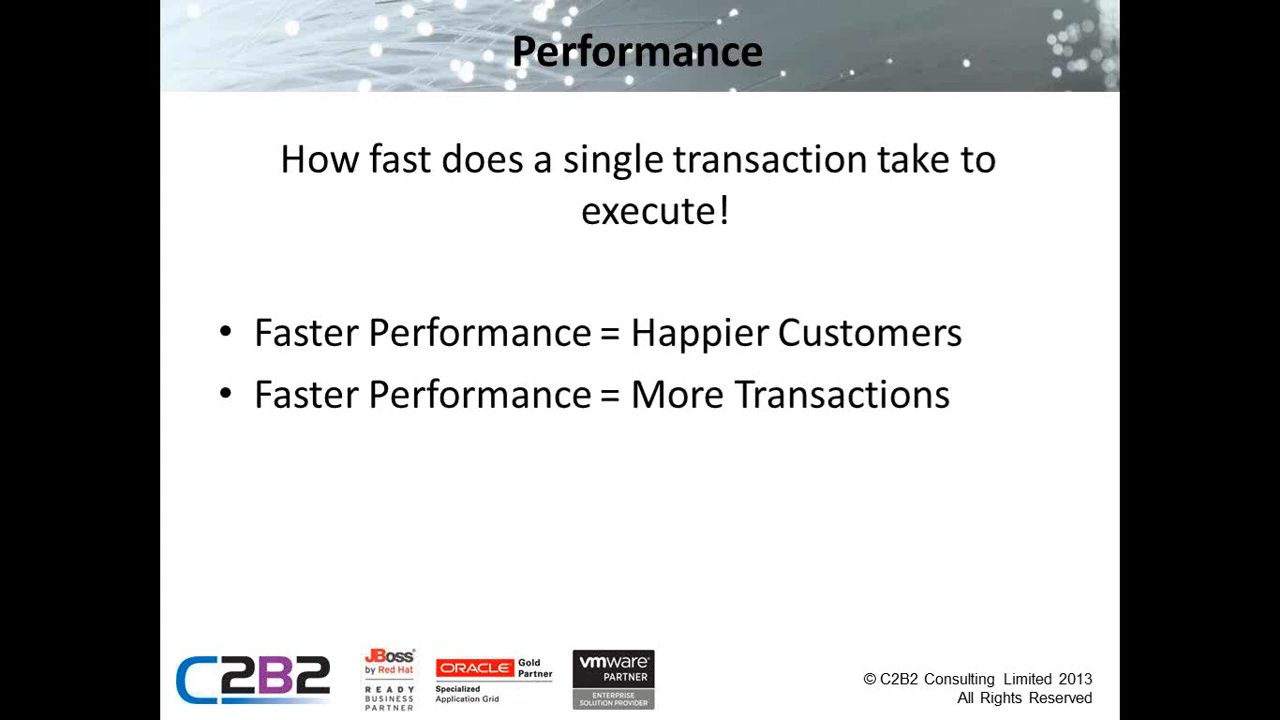 Performance
How fast does a single transaction take to
execute!
• Faster Performance = Happier Customers
• Faster Performance = More Transactions
C2B2
JBoss
by Red Hat
READY
BUSINESS
PARTNER
ORACLE Gold
Partner
Specialized
Application Grid
vmware
PARTNER
ENTERPRISE
SOLUTION PROVIDER
© C2B2 Consulting Limited 2013
All Rights Reserved